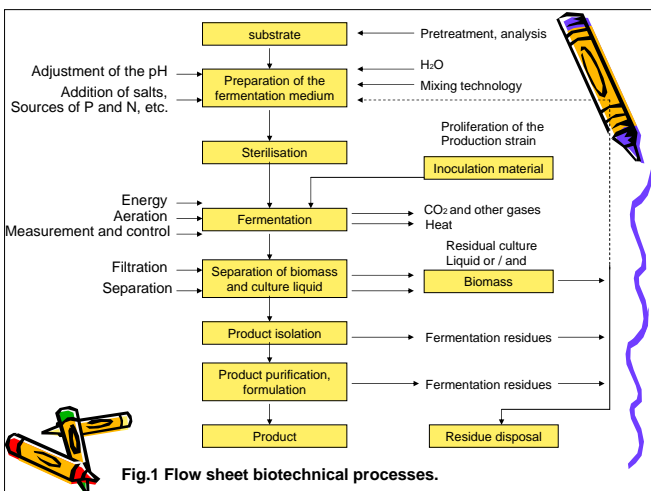 substrate
Pretreatment, analysis
Adjustment of the pH
Addition of salts,
Sources of P and N, etc.
Preparation of the
fermentation medium
H₂O
Mixing technology
Sterilisation
Proliferation of the
Production strain
Inoculation material
Energy
Aeration
Measurement and control
Fermentation
CO₂ and other gases
Heat
Filtration
Separation
Separation of biomass
and culture liquid
Residual culture
Liquid or / and
Biomass
Product isolation
Fermentation residues
Product purification,
formulation
Fermentation residues
Product
Residue disposal
Fig.1 Flow sheet biotechnical processes.